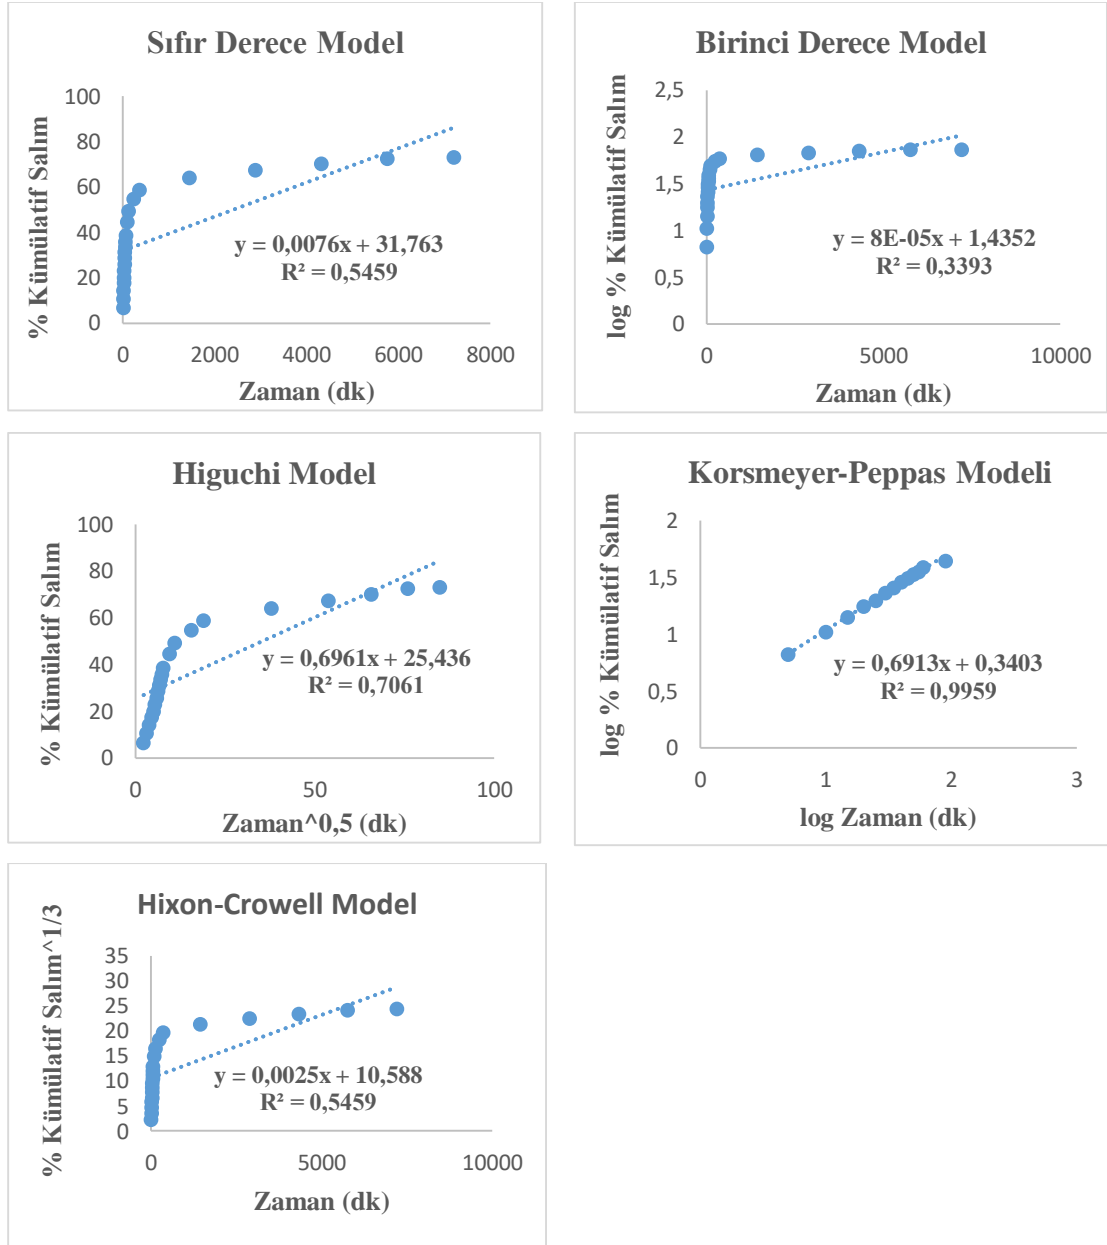 Sıfır Derece Model
% Kümülatif Salım
100
80
60
40
20
0
y = 0,0076x + 31,763
R² = 0,5459
0 2000 4000 6000 8000
Zaman (dk)
Birinci Derece Model
log % Kümülatif Salım
2,5
2
1,5
1
0,5
0
y = 8E-05x + 1,4352
R² = 0,3393
0 5000 10000
Zaman (dk)
Higuchi Model
% Kümülatif Salım
100
80
60
40
20
0
y = 0,6961x + 25,436
R² = 0,7061
0 50 100
Zaman^0,5 (dk)
Korsmeyer-Peppas Modeli
log % Kümülatif Salım
2
1,5
1
0,5
0
y = 0,6913x + 0,3403
R² = 0,9959
0 1 2 3
log Zaman (dk)
Hixon-Crowell Model
% Kümülatif Salım^1/3
35
30
25
20
15
10
5
0
y = 0,0025x + 10,588
R² = 0,5459
0 5000 10000
Zaman (dk)